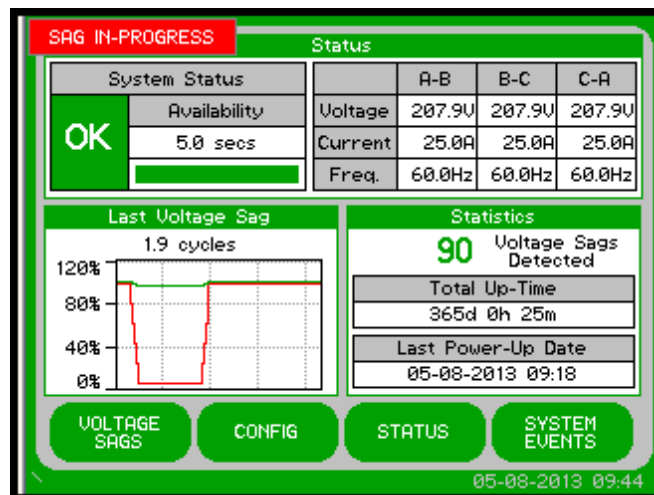 SAG IN-PROGRESS
Status
System Status
OK
Availability
5.0 secs
A-B B-C C-A
Voltage 207.9V 207.9V 207.9V
Current 25.0A 25.0A 25.0A
Freq. 60.0Hz 60.0Hz 60.0Hz
Last Voltage Sag
1.9 cycles
120%
80%
40%
0%
Statistics
90 Voltage Sags
Detected
Total Up-Time
365d 0h 25m
Last Power-Up Date
05-08-2013 09:18
VOLTAGE
SAGS
CONFIG
STATUS
SYSTEM
EVENTS
05-08-2013 09:44